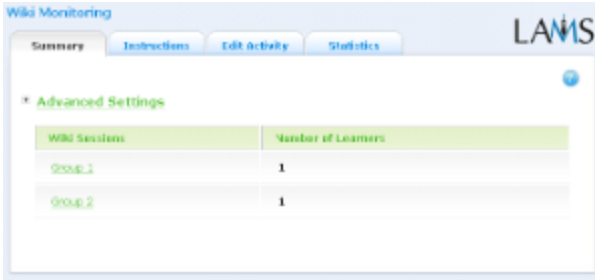 Wiki Monitoring
LAMS
Summary Instructions Edit Activity Statistics
?
Advanced Settings
Wiki Sessions Number of Learners
Group 1 1
Group 2 1